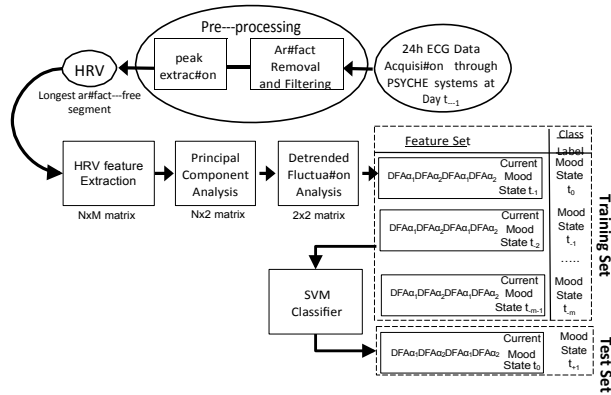 Pre-‐-‐processing
peak
extrac#on
Ar#fact
Removal
and Filtering
24h ECG Data
Acquisi#on through
PSYCHE systems at
Day t-‐-‐1
HRV
Longest ar#fact-‐-‐free
segment
HRV feature
Extraction
NxM matrix
Principal
Component
Analysis
Nx2 matrix
Detrended
Fluctua#on
Analysis
2x2 matrix
Feature Set
Class
Label
DFAα1DFAα2DFAα1DFAα2
Current
Mood
State t-1
Mood
State
t0
DFAα1DFAα2DFAα1DFAα2
Current
Mood
State t-2
Mood
State
t-1
.....
DFAα1DFAα2DFAα1DFAα2
Current
Mood
State t-m-1
Mood
State
t-m
Training Set
SVM
Classifier
DFAα1DFAα2DFAα1DFAα2
Current
Mood
State t0
Mood
State
t+1
Test Set